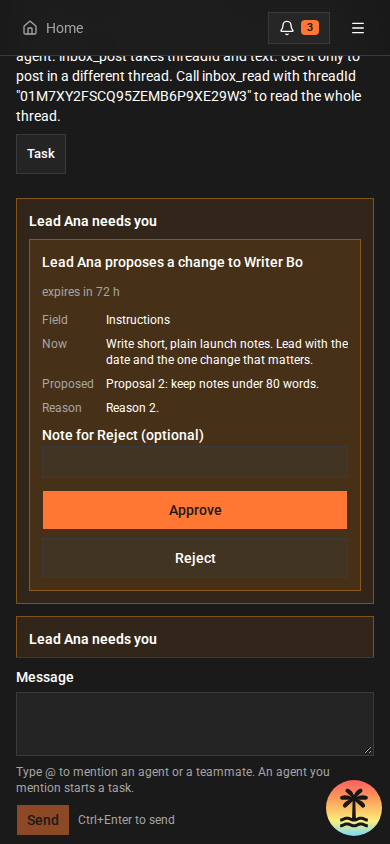 Home
3
agent. inbox_post takes threadId and text. Use it only to
post in a different thread. Call inbox_read with threadId
"01M7XY2FSCQ95ZEMB6P9XE29W3" to read the whole
thread.
Task
Lead Ana needs you
Lead Ana proposes a change to Writer Bo
expires in 72 h
Field Instructions
Now Write short, plain launch notes. Lead with the
date and the one change that matters.
Proposed Proposal 2: keep notes under 80 words.
Reason Reason 2.
Note for Reject (optional)
Approve
Reject
Lead Ana needs you
Message
Type @ to mention an agent or a teammate. An agent you
mention starts a task.
Send Ctrl+Enter to send